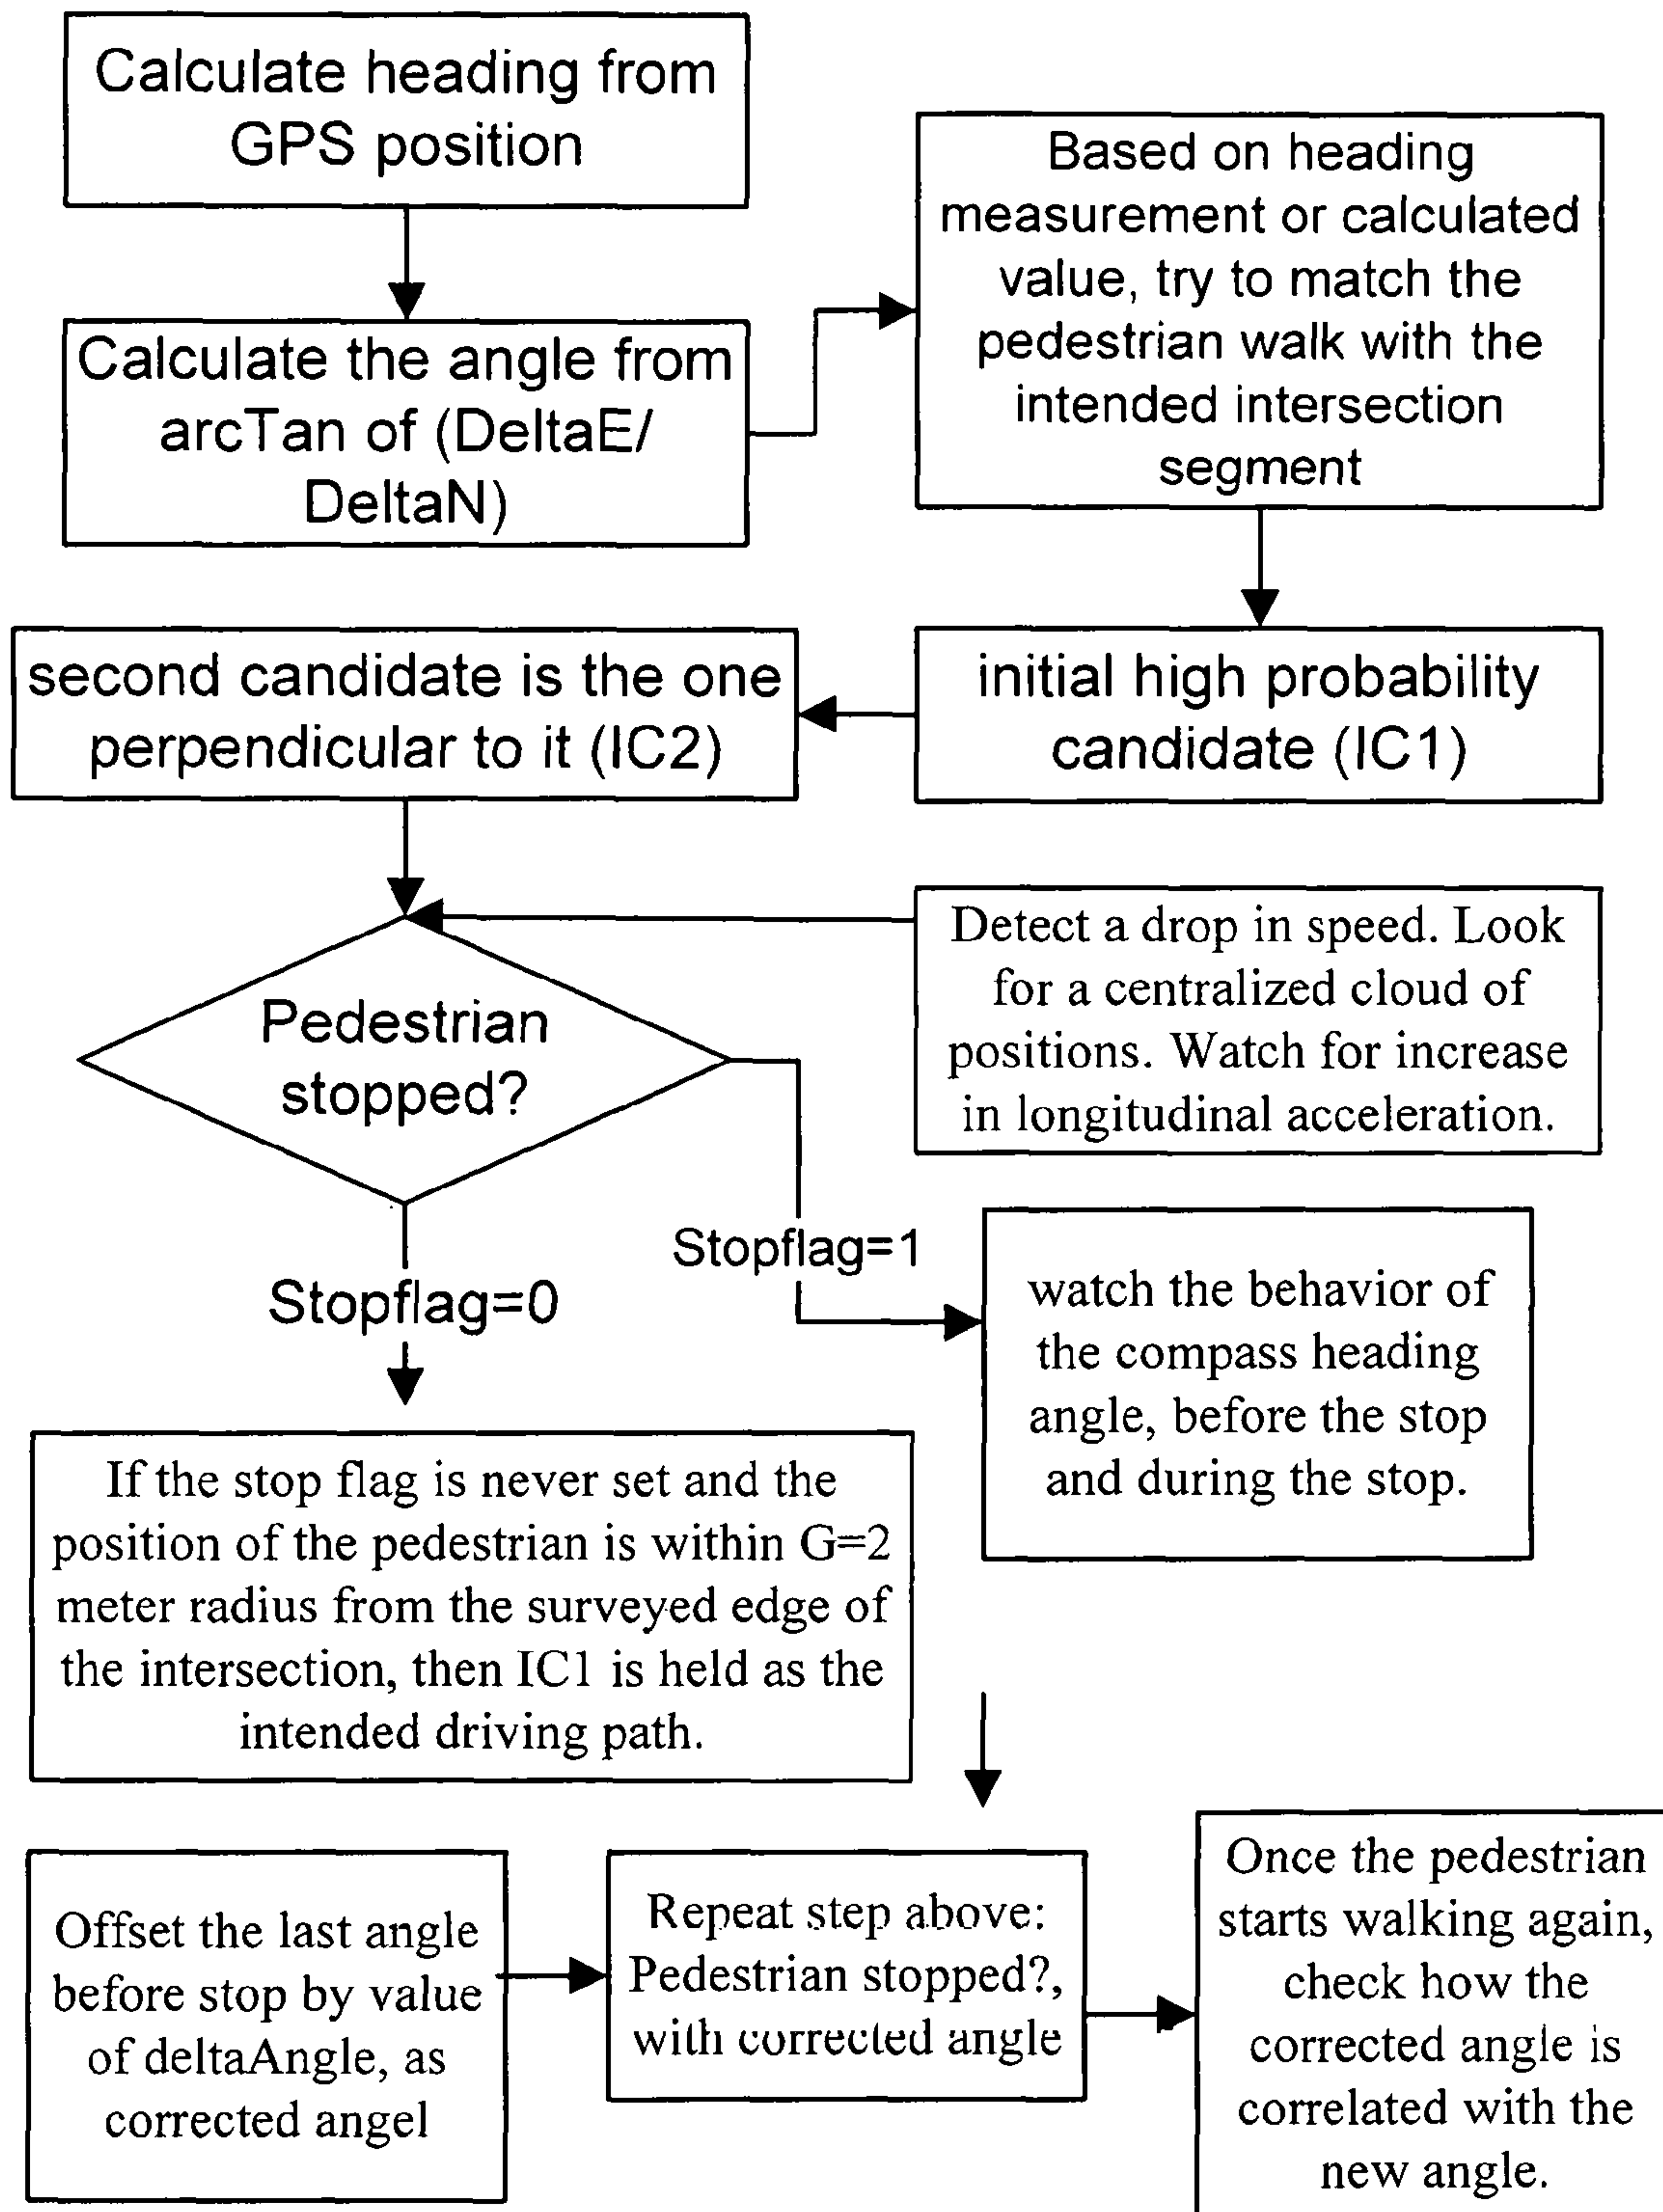 Calculate heading from
GPS position
Calculate the angle from
arcTan of (DeltaE/
DeltaN)
Based on heading
measurement or calculated
value, try to match the
pedestrian walk with the
intended intersection
segment
initial high probability
candidate (IC1)
second candidate is the one
perpendicular to it (IC2)
Pedestrian
stopped?
Detect a drop in speed. Look
for a centralized cloud of
positions. Watch for increase
in longitudinal acceleration.
Stopflag=1
Stopflag=0
watch the behavior of
the compass heading
angle, before the stop
and during the stop.
If the stop flag is never set and the
position of the pedestrian is within G=2
meter radius from the surveyed edge of
the intersection, then IC1 is held as the
intended driving path.
Offset the last angle
before stop by value
of deltaAngle, as
corrected angel
Repeat step above:
Pedestrian stopped?,
with corrected angle
Once the pedestrian
starts walking again,
check how the
corrected angle is
correlated with the
new angle.